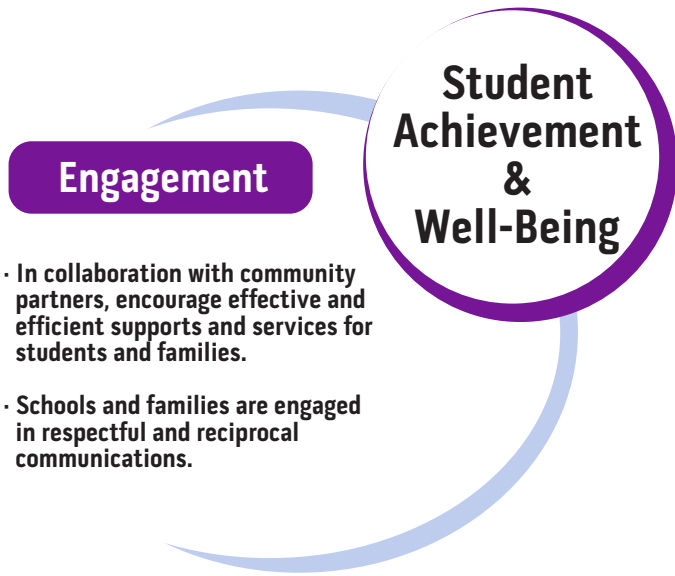 Student
Achievement
&
Well-Being
Engagement
· In collaboration with community
partners, encourage effective and
efficient supports and services for
students and families.
· Schools and families are engaged
in respectful and reciprocal
communications.